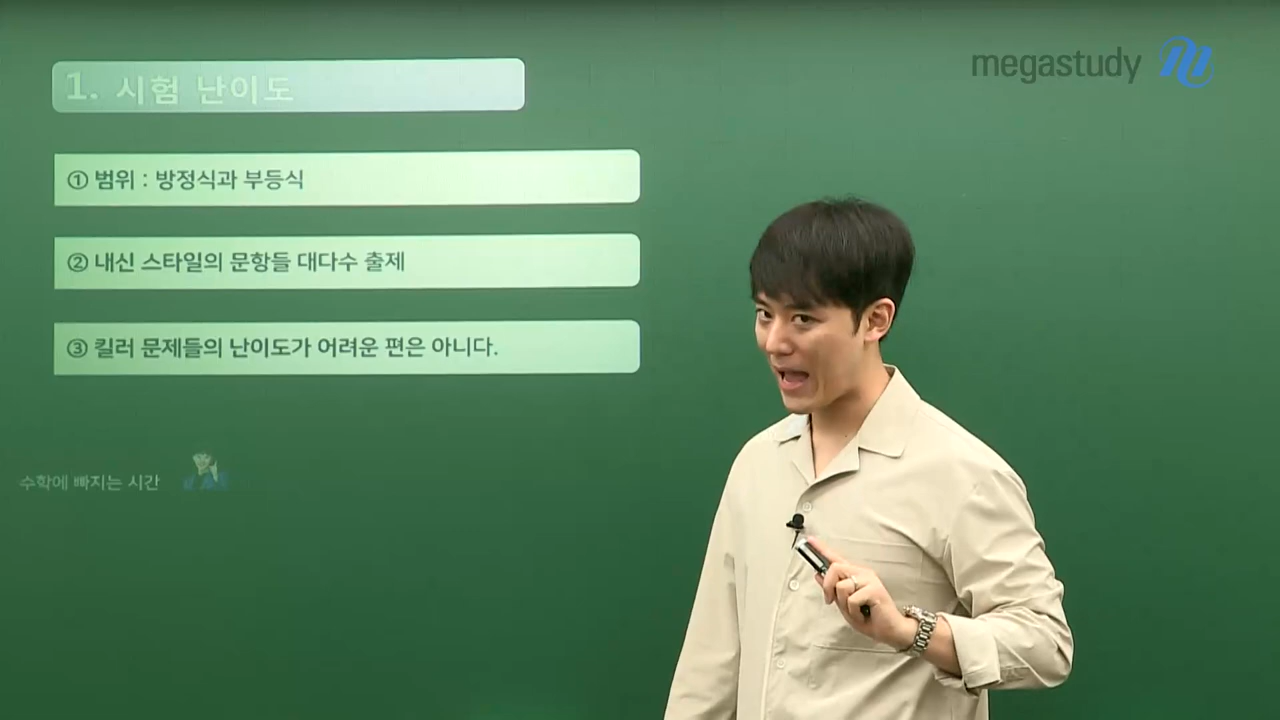 megastudy
1. 시험 난이도
① 범위 : 방정식과 부등식
② 내신 스타일의 문항들 대다수 출제
③ 킬러 문제들의 난이도가 어려운 편은 아니다.
수학에 빠지는 시간